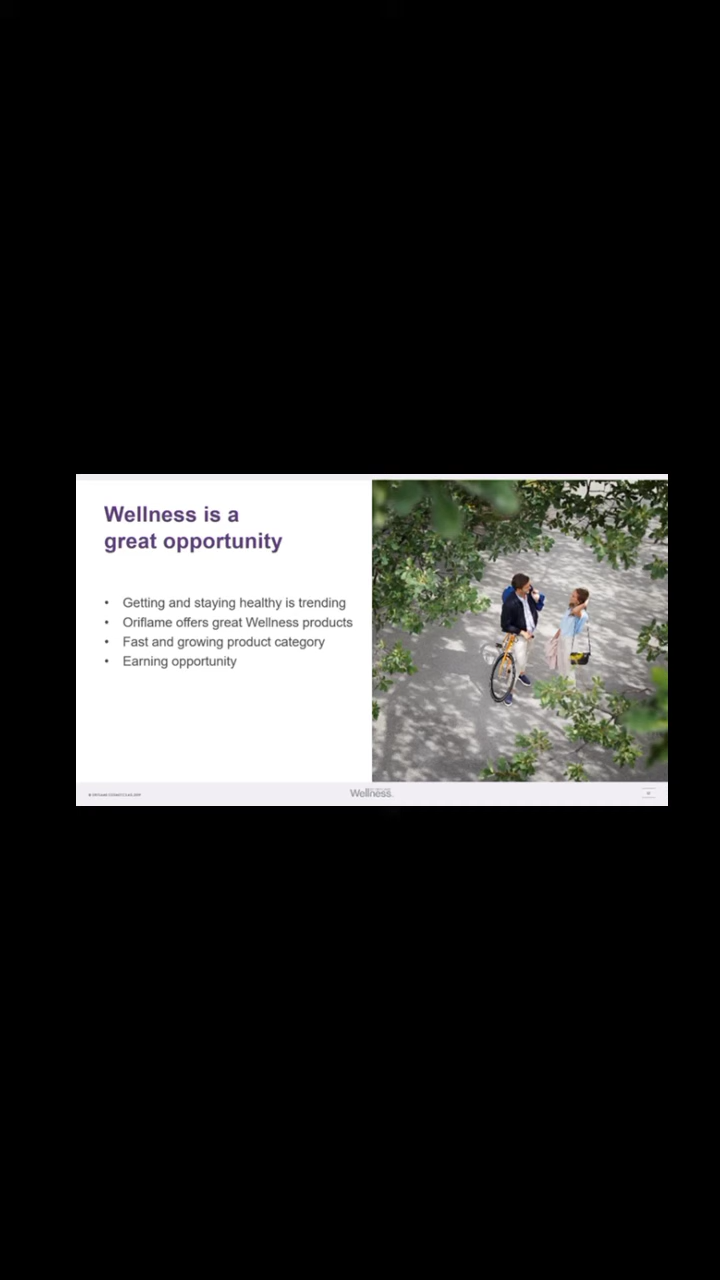 Wellness is a
great opportunity
• Getting and staying healthy is trending
• Oriflame offers great Wellness products
• Fast and growing product category
• Earning opportunity
Wellness.